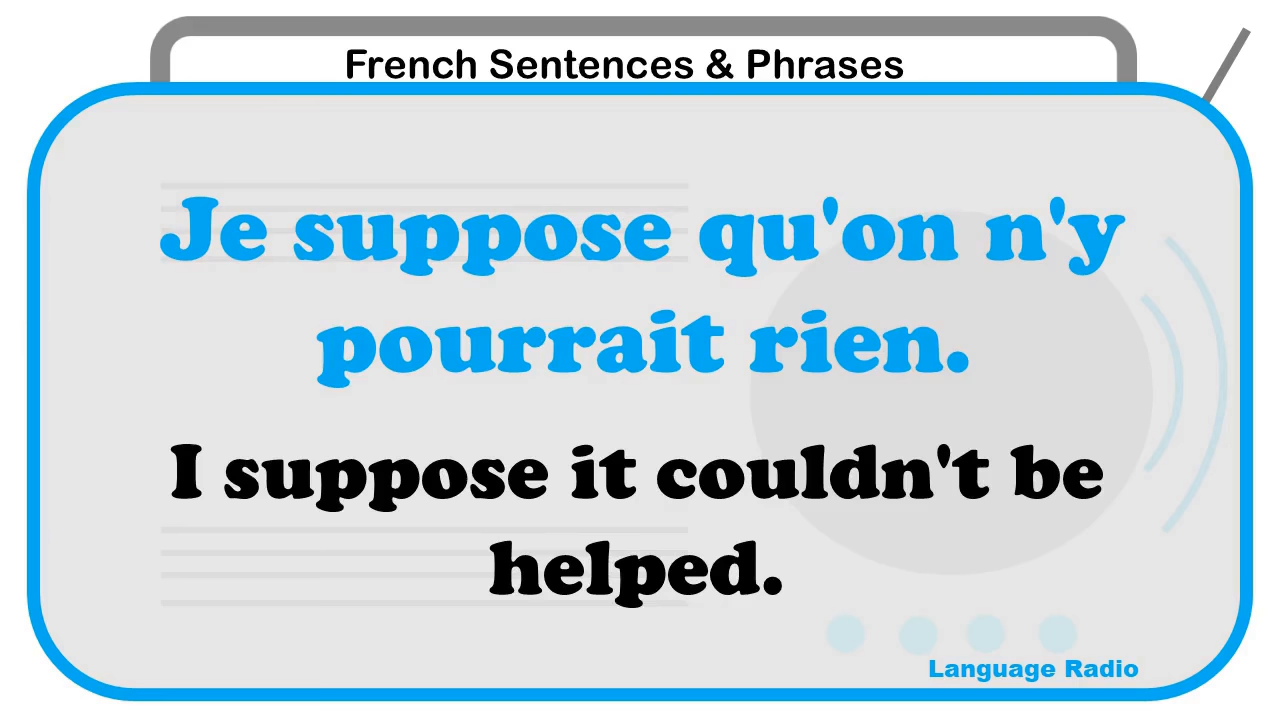 French Sentences & Phrases
Je suppose qu'on n'y
pourrait rien.
I suppose it couldn't be
helped.
Language Radio